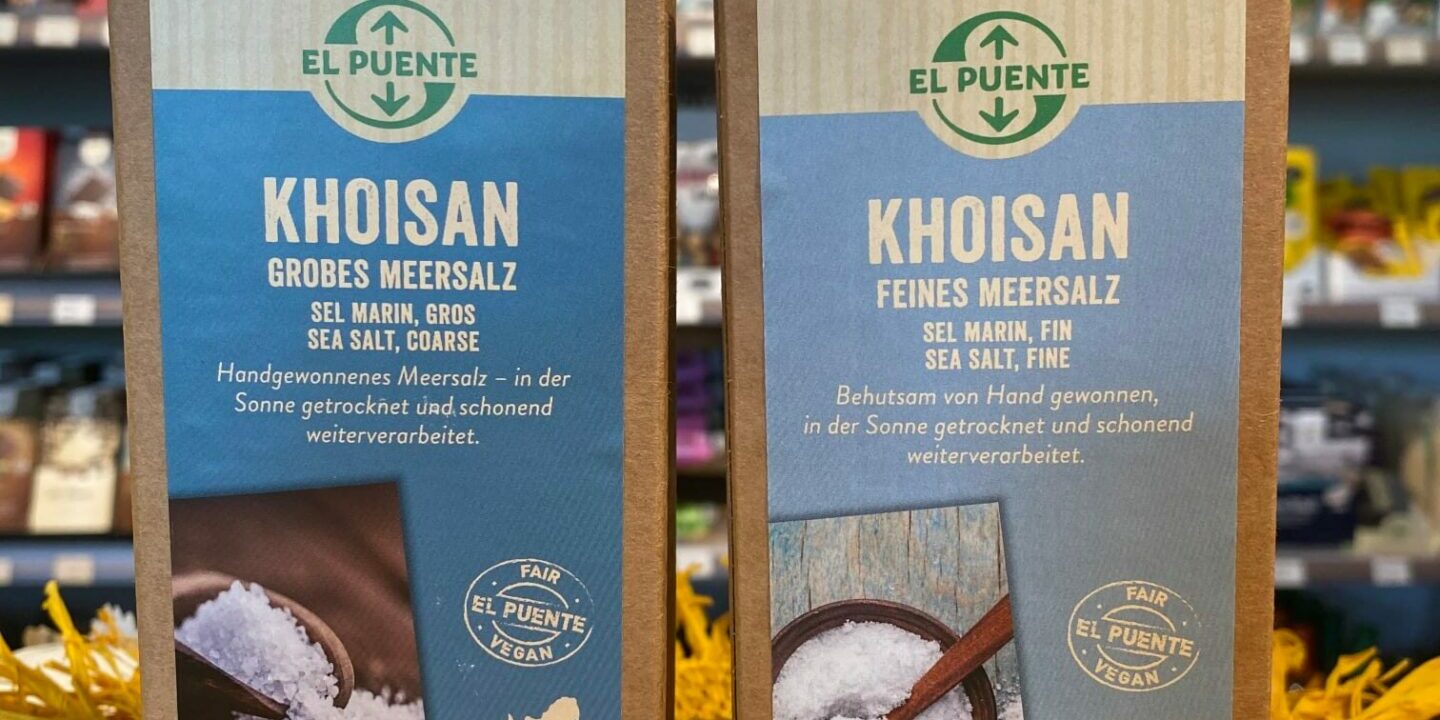 EL PUENTE
KHOISAN
GROBES MEERSALZ
SEL MARIN, GROS
SEA SALT, COARSE
Handgewonnenes Meersalz – in der
Sonne getrocknet und schonend
weiterverarbeitet.
FAIR
EL PUENTE
VEGAN
EL PUENTE
KHOISAN
FEINES MEERSALZ
SEL MARIN, FIN
SEA SALT, FINE
Behutsam von Hand gewonnen,
in der Sonne getrocknet und schonend
weiterverarbeitet.
FAIR
EL PUENTE
VEGAN